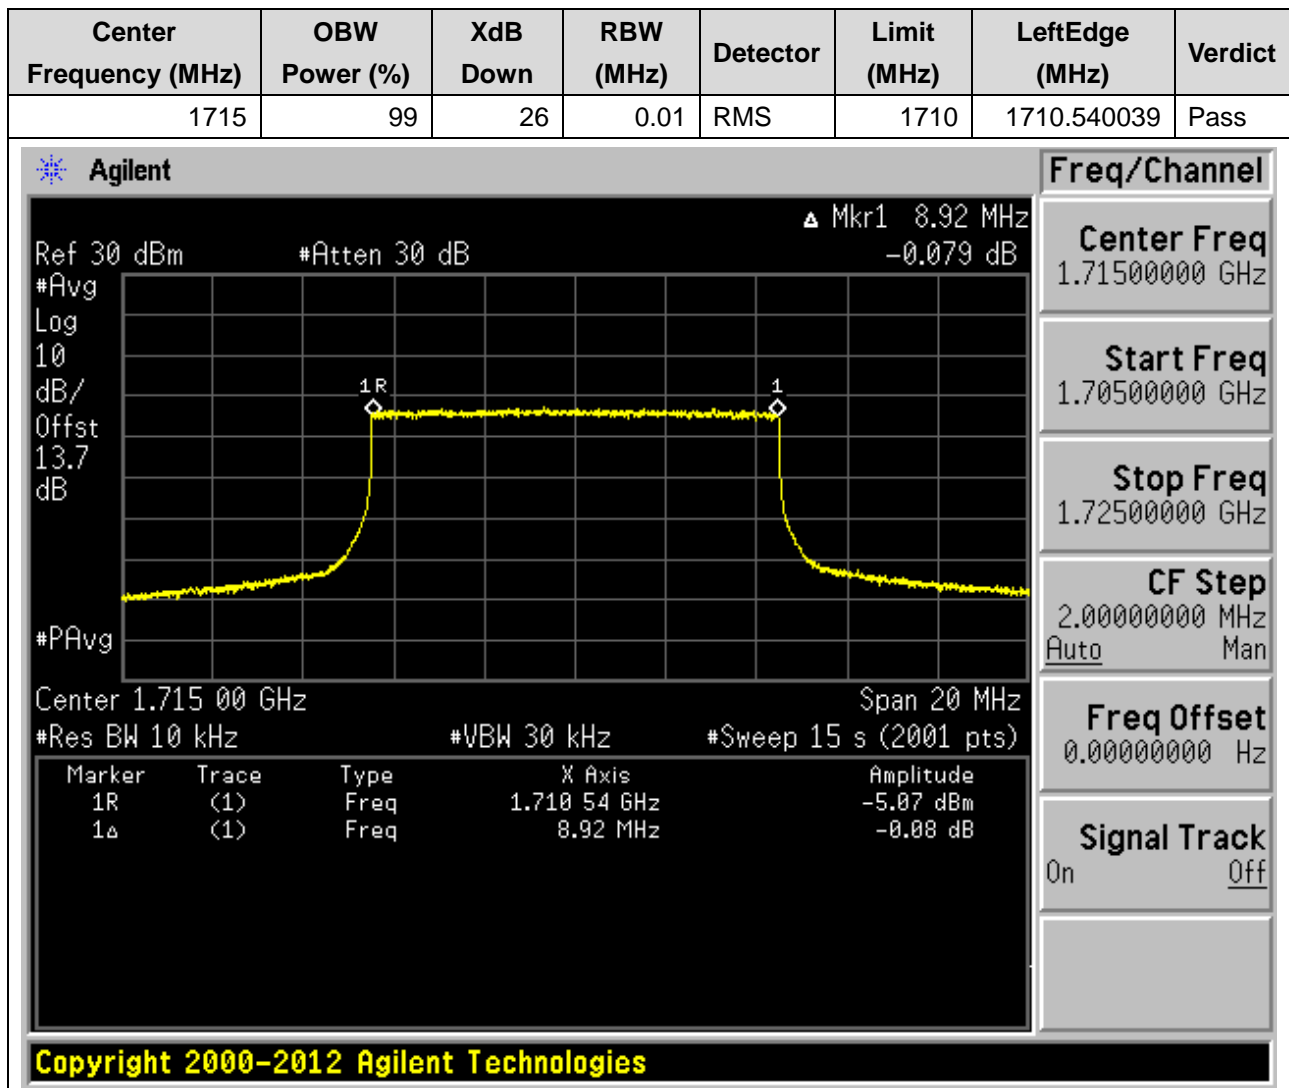 Center Frequency (MHz) OBW Power (%) XdB Down RBW (MHz) Detector Limit (MHz) LeftEdge (MHz) Verdict
1715 99 26 0.01 RMS 1710 1710.540039 Pass
Agilent
Freq/Channel
Δ Mkr1 8.92 MHz
Ref 30 dBm #Atten 30 dB -0.079 dB
#Avg
Log
10
dB/
Offst
13.7
dB
1R 1
#PAvg
Center 1.715 00 GHz Span 20 MHz
#Res BW 10 kHz #VBW 30 kHz #Sweep 15 s (2001 pts)
Marker Trace Type X Axis Amplitude
1R (1) Freq 1.710 54 GHz -5.07 dBm
1Δ (1) Freq 8.92 MHz -0.08 dB
Center Freq
1.71500000 GHz
Start Freq
1.70500000 GHz
Stop Freq
1.72500000 GHz
CF Step
2.00000000 MHz
Auto Man
Freq Offset
0.00000000 Hz
Signal Track
On Off
Copyright 2000-2012 Agilent Technologies